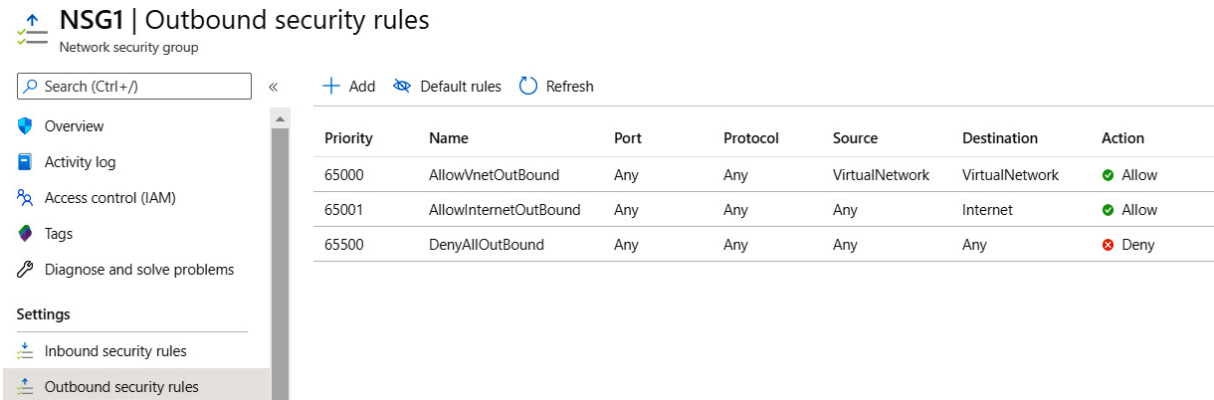 NSG1 | Outbound security rules
Network security group
Search (Ctrl+/)
«
Add Default rules Refresh
Overview
Activity log
Access control (IAM)
Tags
Diagnose and solve problems
Settings
Inbound security rules
Outbound security rules
Priority Name Port Protocol Source Destination Action
65000 AllowVnetOutBound Any Any VirtualNetwork VirtualNetwork Allow
65001 AllowInternetOutBound Any Any Any Internet Allow
65500 DenyAllOutBound Any Any Any Any Deny